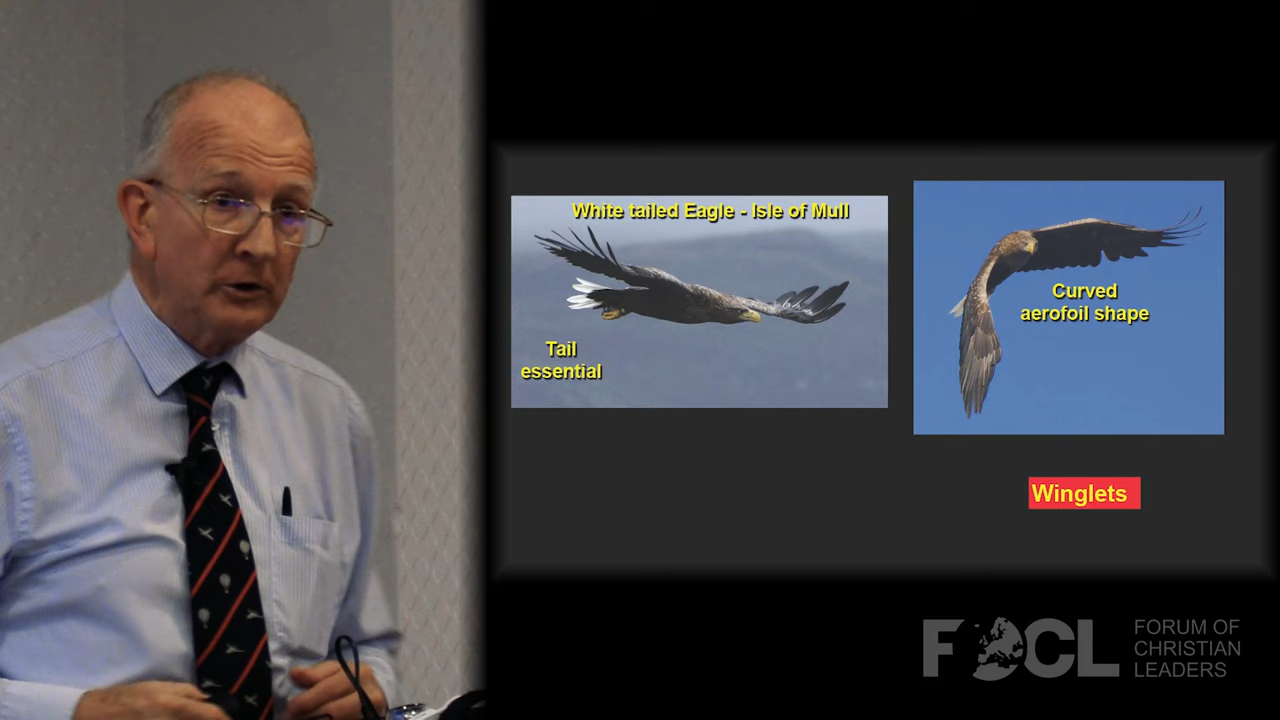 White tailed Eagle - Isle of Mull
Tail
essential
Curved
aerofoil shape
Winglets
FOCL
FORUM OF
CHRISTIAN
LEADERS